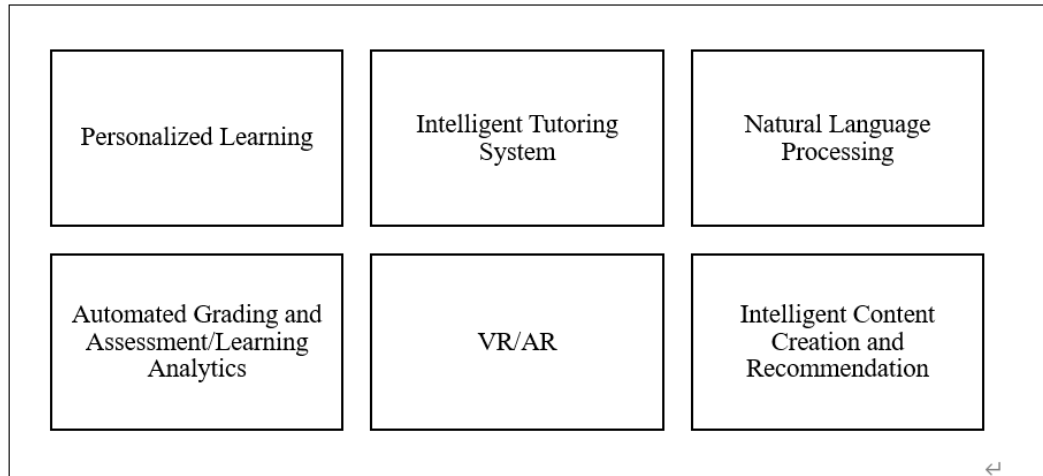 Personalized Learning
Intelligent Tutoring
System
Natural Language
Processing
Automated Grading and
Assessment/Learning
Analytics
VR/AR
Intelligent Content
Creation and
Recommendation